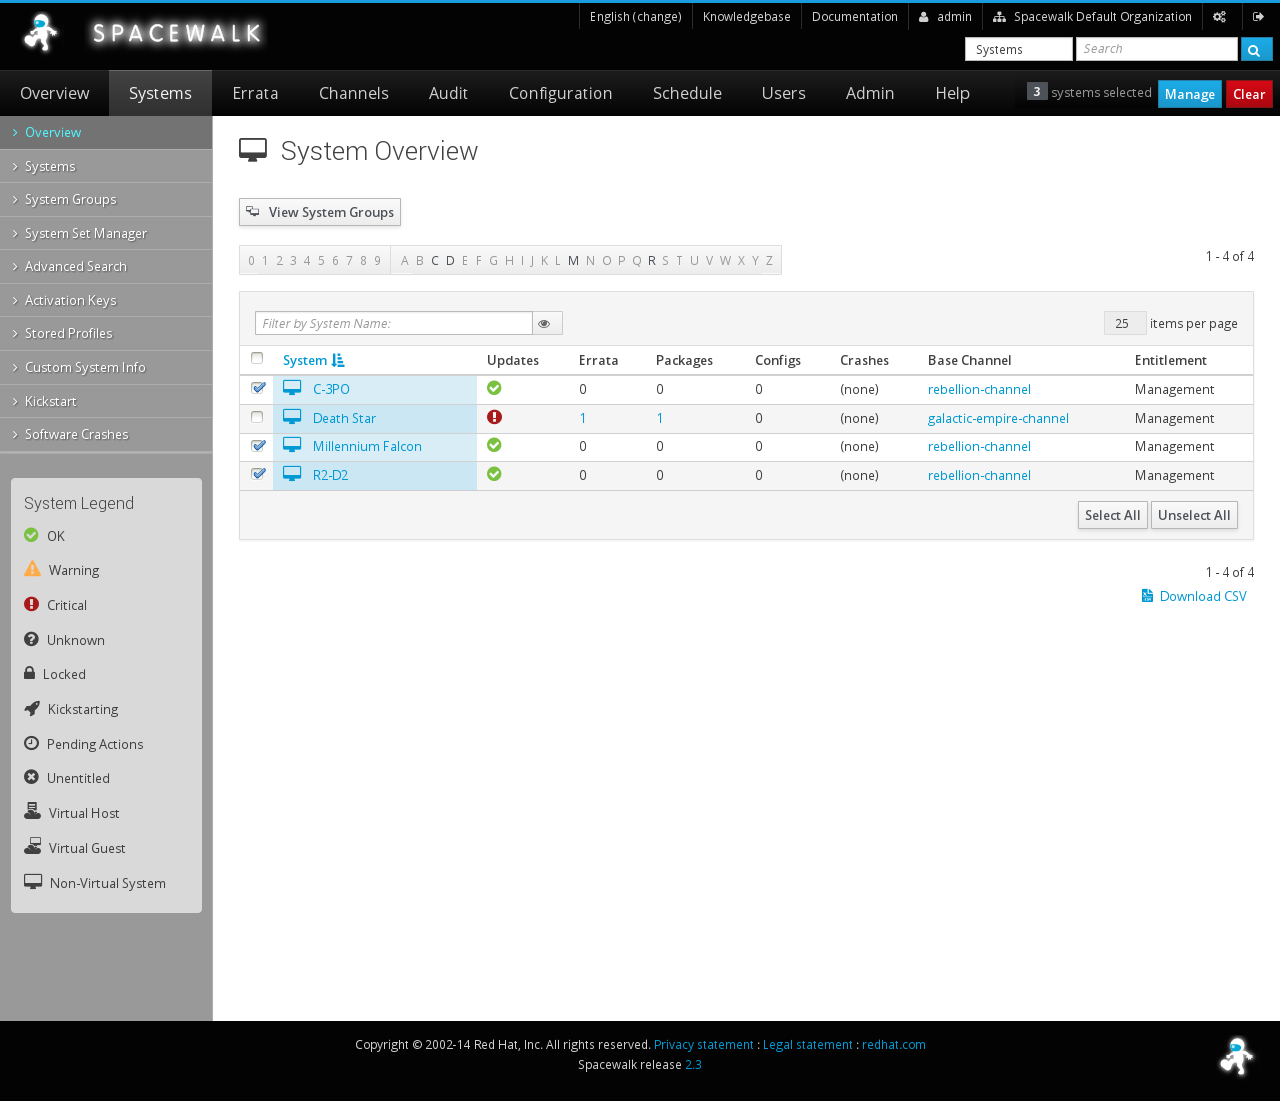 SPACEWALK
English (change) Knowledgebase Documentation admin Spacewalk Default Organization
Systems Search
Overview Systems Errata Channels Audit Configuration Schedule Users Admin Help 3 systems selected Manage Clear
Overview
Systems
System Groups
System Set Manager
Advanced Search
Activation Keys
Stored Profiles
Custom System Info
Kickstart
Software Crashes
System Legend
OK
Warning
Critical
Unknown
Locked
Kickstarting
Pending Actions
Unentitled
Virtual Host
Virtual Guest
Non-Virtual System
System Overview
View System Groups
0 1 2 3 4 5 6 7 8 9 A B C D E F G H I J K L M N O P Q R S T U V W X Y Z
1 - 4 of 4
Filter by System Name:
25 items per page
System Updates Errata Packages Configs Crashes Base Channel Entitlement
C-3PO 0 0 0 (none) rebellion-channel Management
Death Star 1 1 0 (none) galactic-empire-channel Management
Millennium Falcon 0 0 0 (none) rebellion-channel Management
R2-D2 0 0 0 (none) rebellion-channel Management
Select All Unselect All
1 - 4 of 4
Download CSV
Copyright © 2002-14 Red Hat, Inc. All rights reserved. Privacy statement : Legal statement : redhat.com
Spacewalk release 2.3